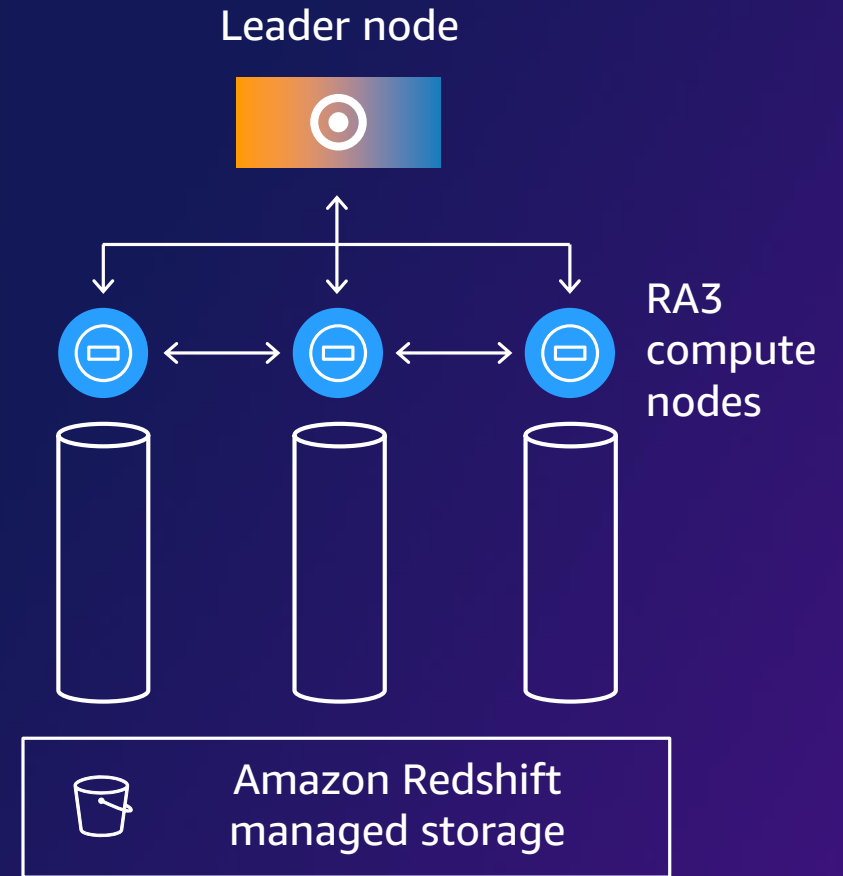 Leader node
RA3
compute
nodes
Amazon Redshift
managed storage